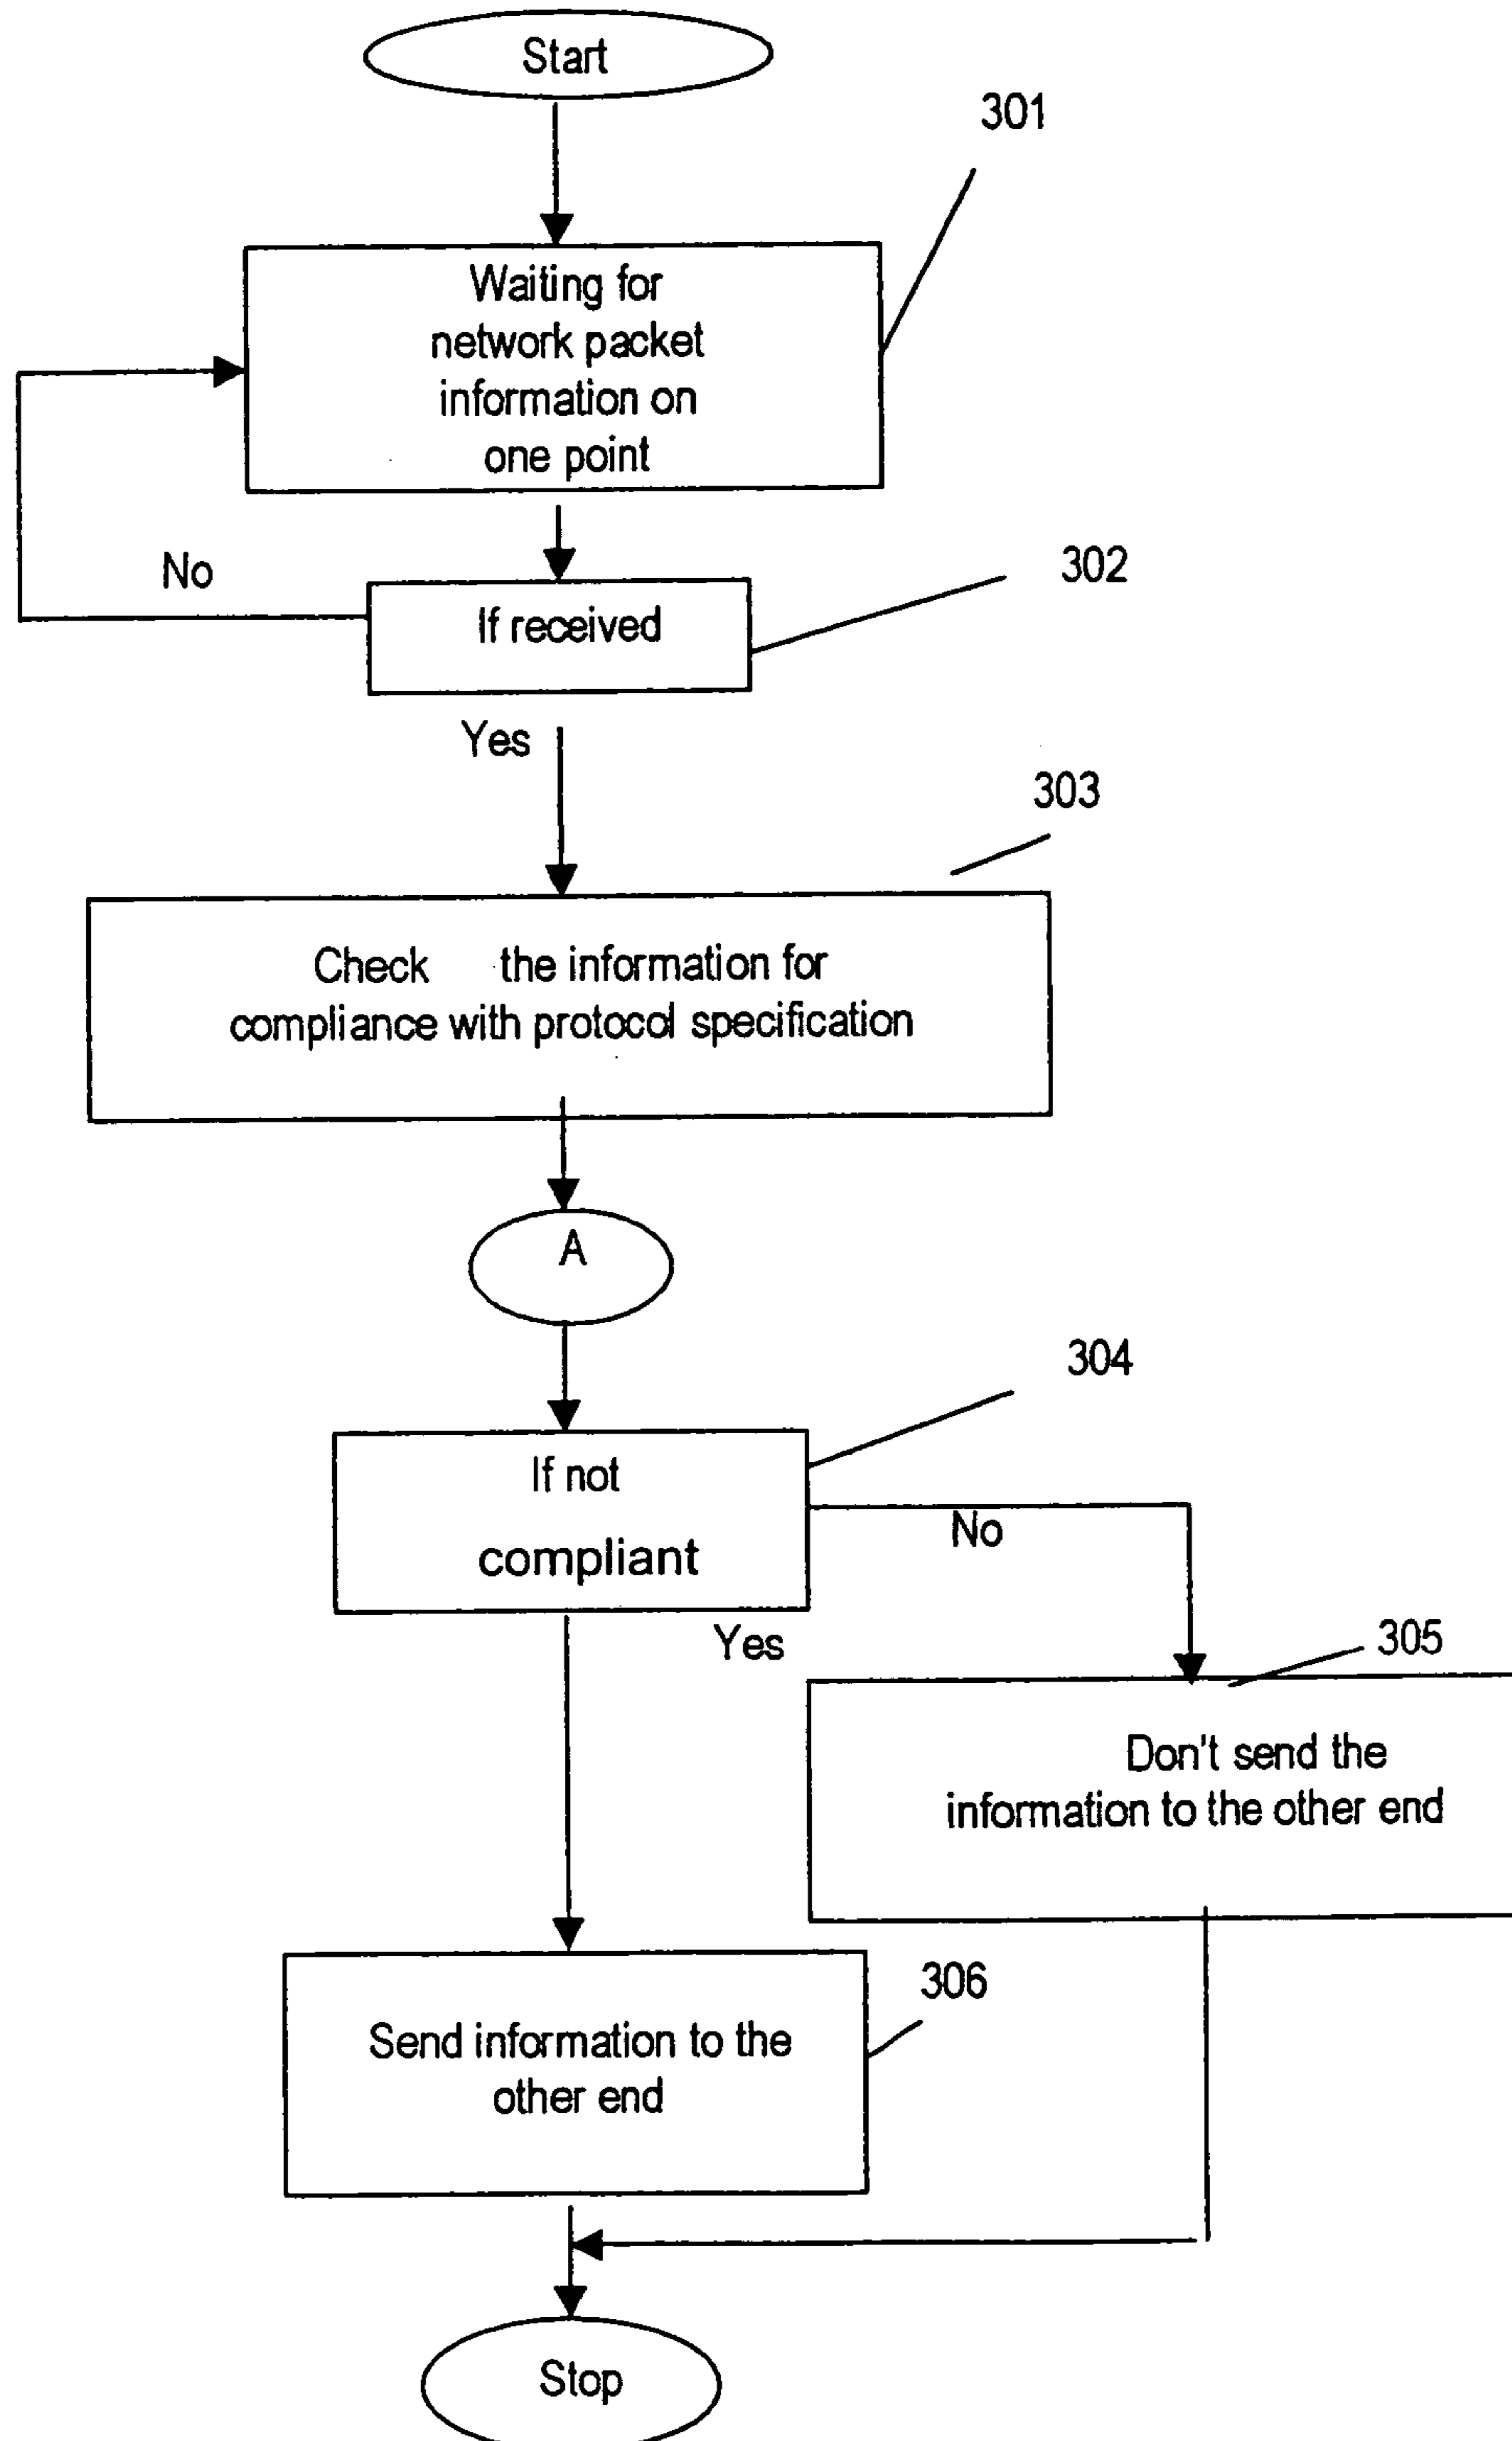 Start
301
Waiting for
network packet
information on
one point
No
302
If received
Yes
303
Check the information for
compliance with protocol specification
A
304
If not
compliant
No
Yes
305
Don't send the
information to the other end
306
Send information to the
other end
Stop